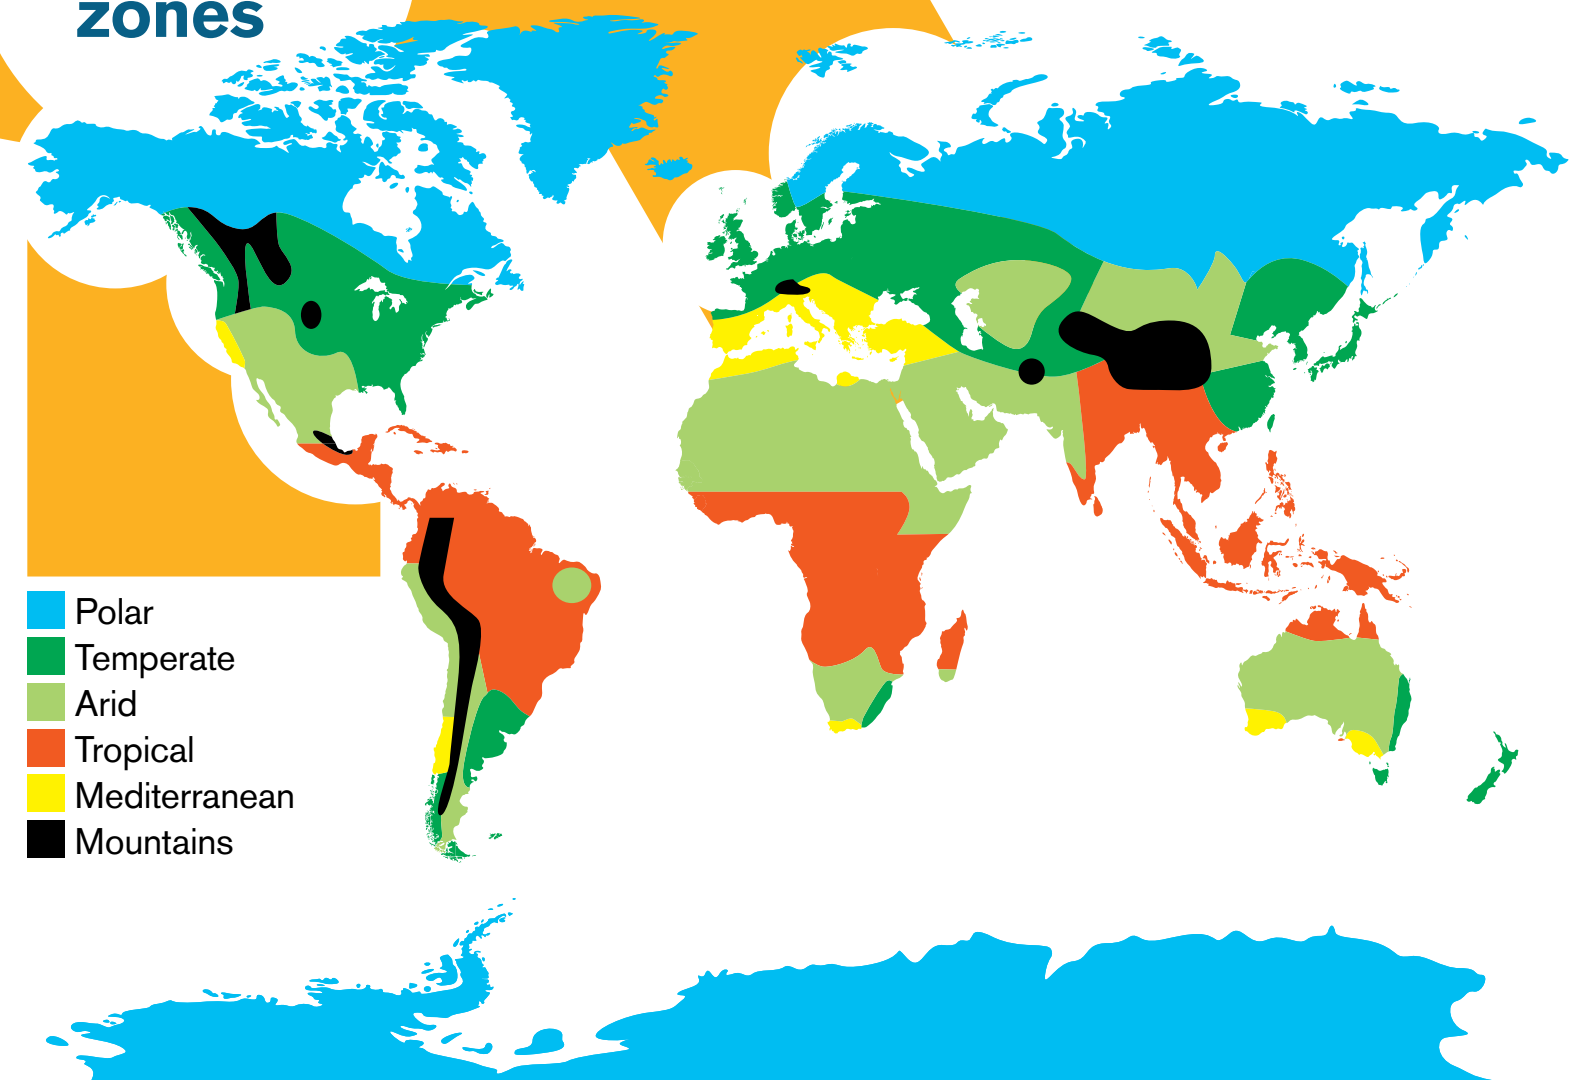 zones
Polar
Temperate
Arid
Tropical
Mediterranean
Mountains